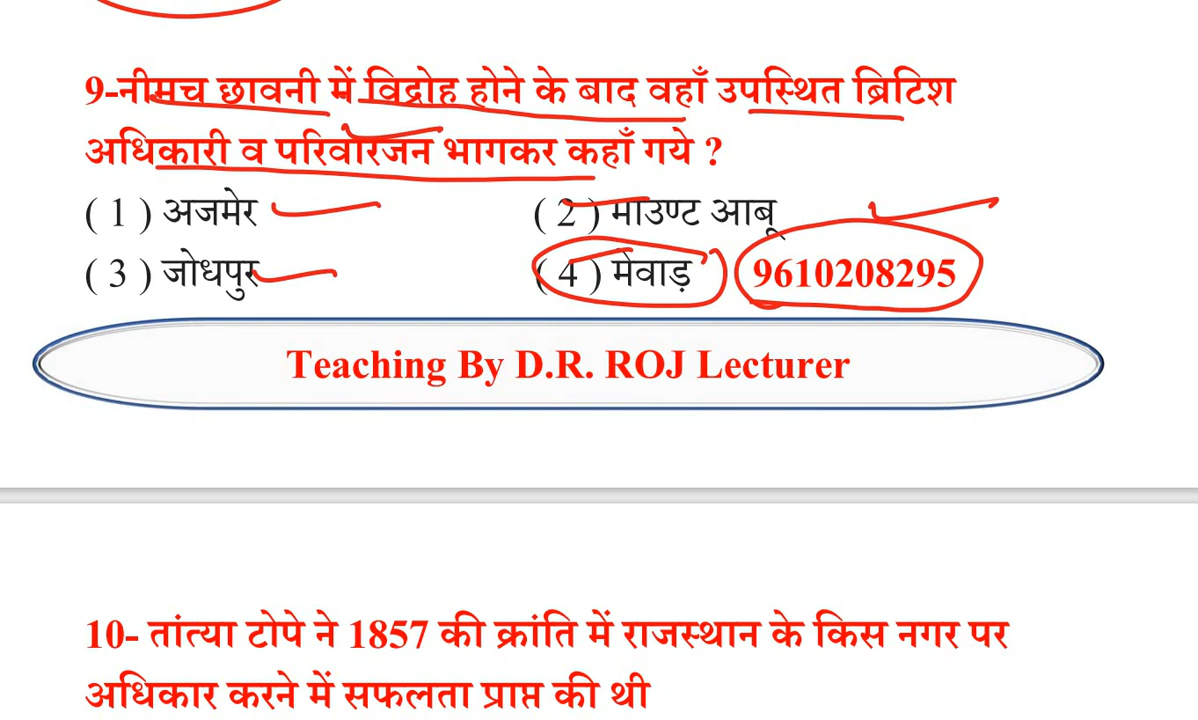 9-नीमच छावनी में विद्रोह होने के बाद वहाँ उपस्थित ब्रिटिश
अधिकारी व परिवारजन भागकर कहाँ गये ?
( 1 ) अजमेर ( 2 ) माउण्ट आबू
( 3 ) जोधपुर ( 4 ) मेवाड़ 9610208295
Teaching By D.R. ROJ Lecturer
10- तांत्या टोपे ने 1857 की क्रांति में राजस्थान के किस नगर पर
अधिकार करने में सफलता प्राप्त की थी